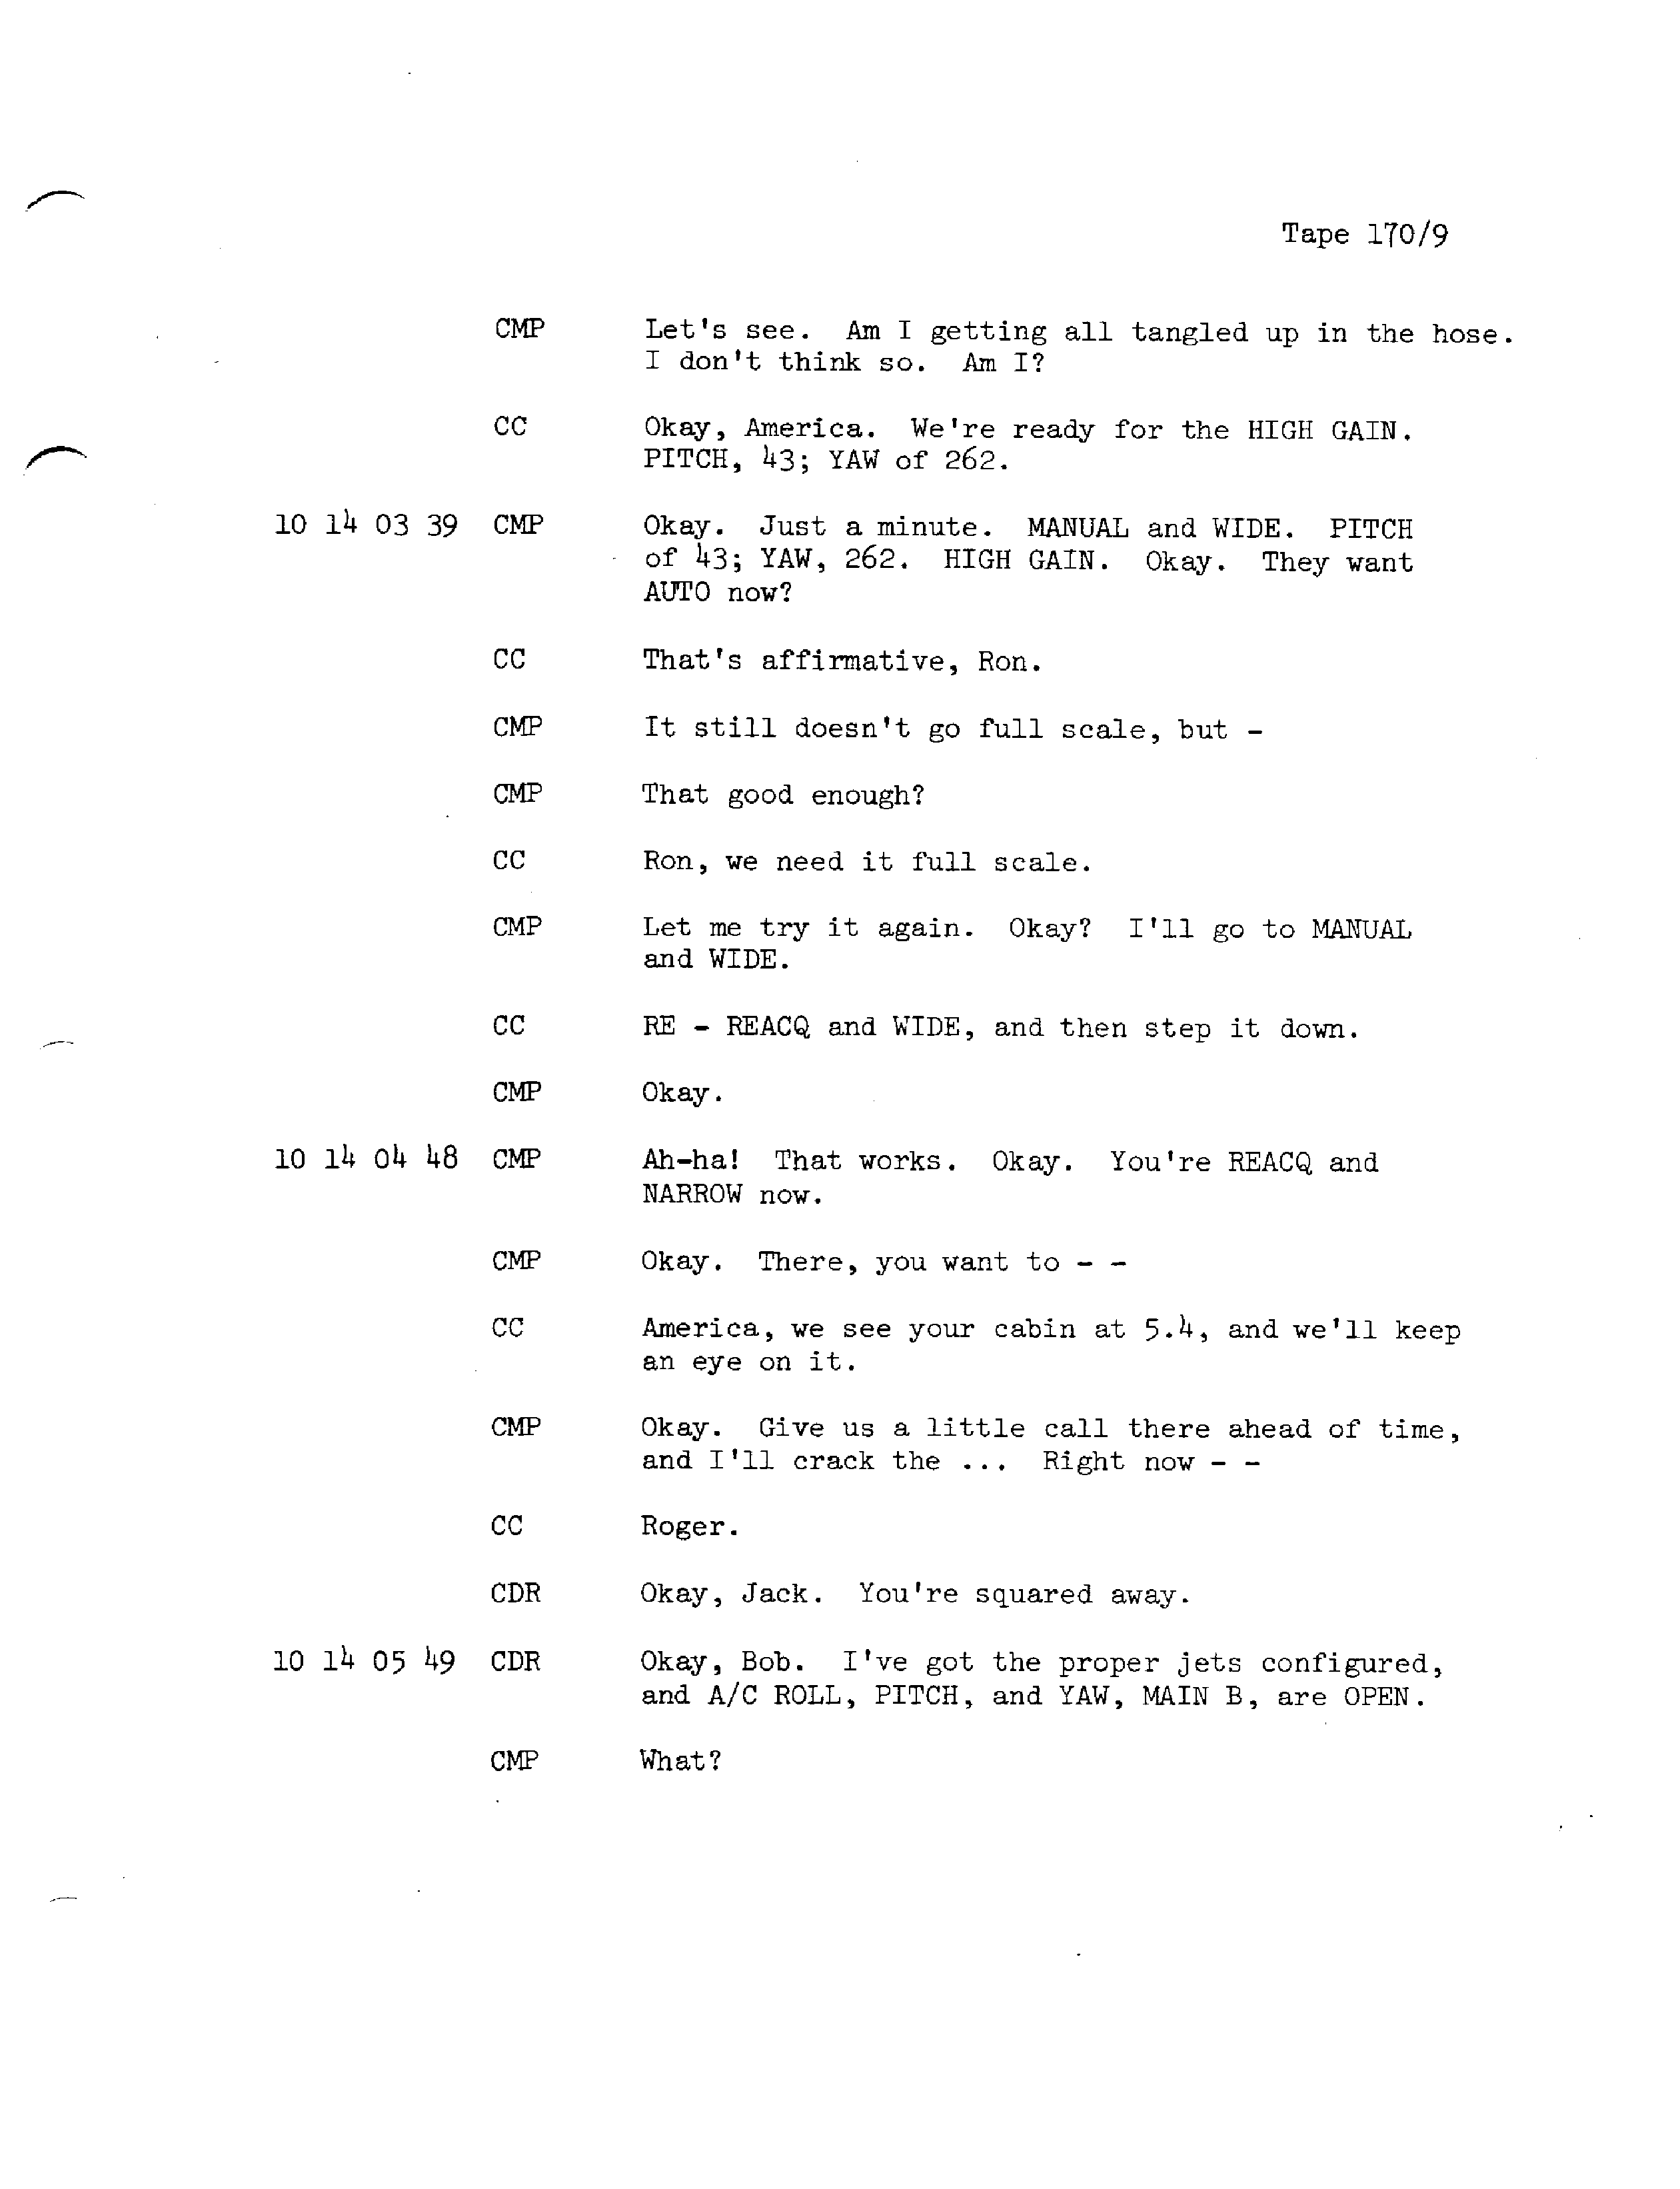 Tape 170/9
CMP Let's see. Am I getting all tangled up in the hose.
I don't think so. Am I?
CC Okay, America. We're ready for the HIGH GAIN.
PITCH, 43; YAW of 262.
10 14 03 39 CMP Okay. Just a minute. MANUAL and WIDE. PITCH
of 43; YAW, 262. HIGH GAIN. Okay. They want
AUTO now?
CC That's affirmative, Ron.
CMP It still doesn't go full scale, but -
CMP That good enough?
CC Ron, we need it full scale.
CMP Let me try it again. Okay? I'll go to MANUAL
and WIDE.
CC RE - REACQ and WIDE, and then step it down.
CMP Okay.
10 14 04 48 CMP Ah-ha! That works. Okay. You're REACQ and
NARROW now.
CMP Okay. There, you want to - -
CC America, we see your cabin at 5.4, and we'll keep
an eye on it.
CMP Okay. Give us a little call there ahead of time,
and I'll crack the ... Right now - -
CC Roger.
CDR Okay, Jack. You're squared away.
10 14 05 49 CDR Okay, Bob. I've got the proper jets configured,
and A/C ROLL, PITCH, and YAW, MAIN B, are OPEN.
CMP What?